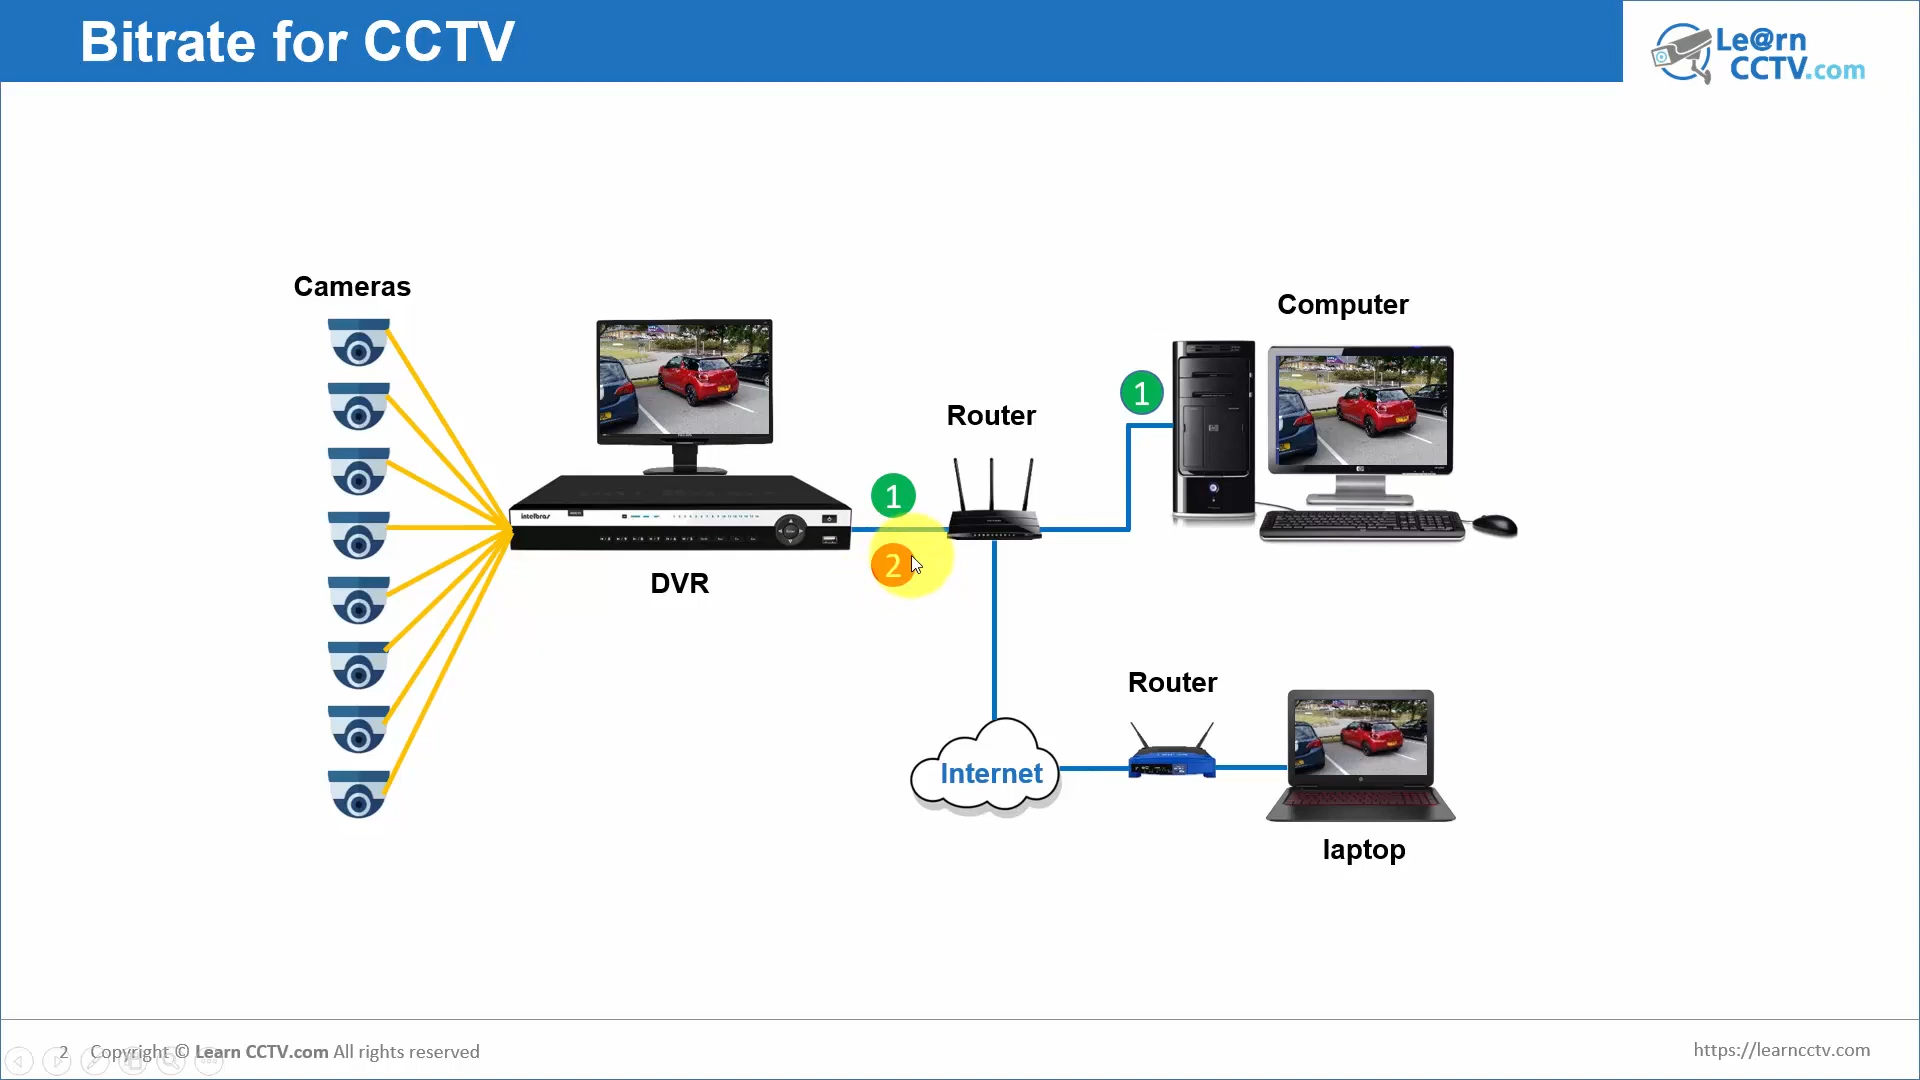 Bitrate for CCTV
Le@rn
CCTV.com
Cameras
Computer
Router
1
1
intelbras
2
DVR
Router
Internet
laptop
2 Copyright © Learn CCTV.com All rights reserved
https://learncctv.com